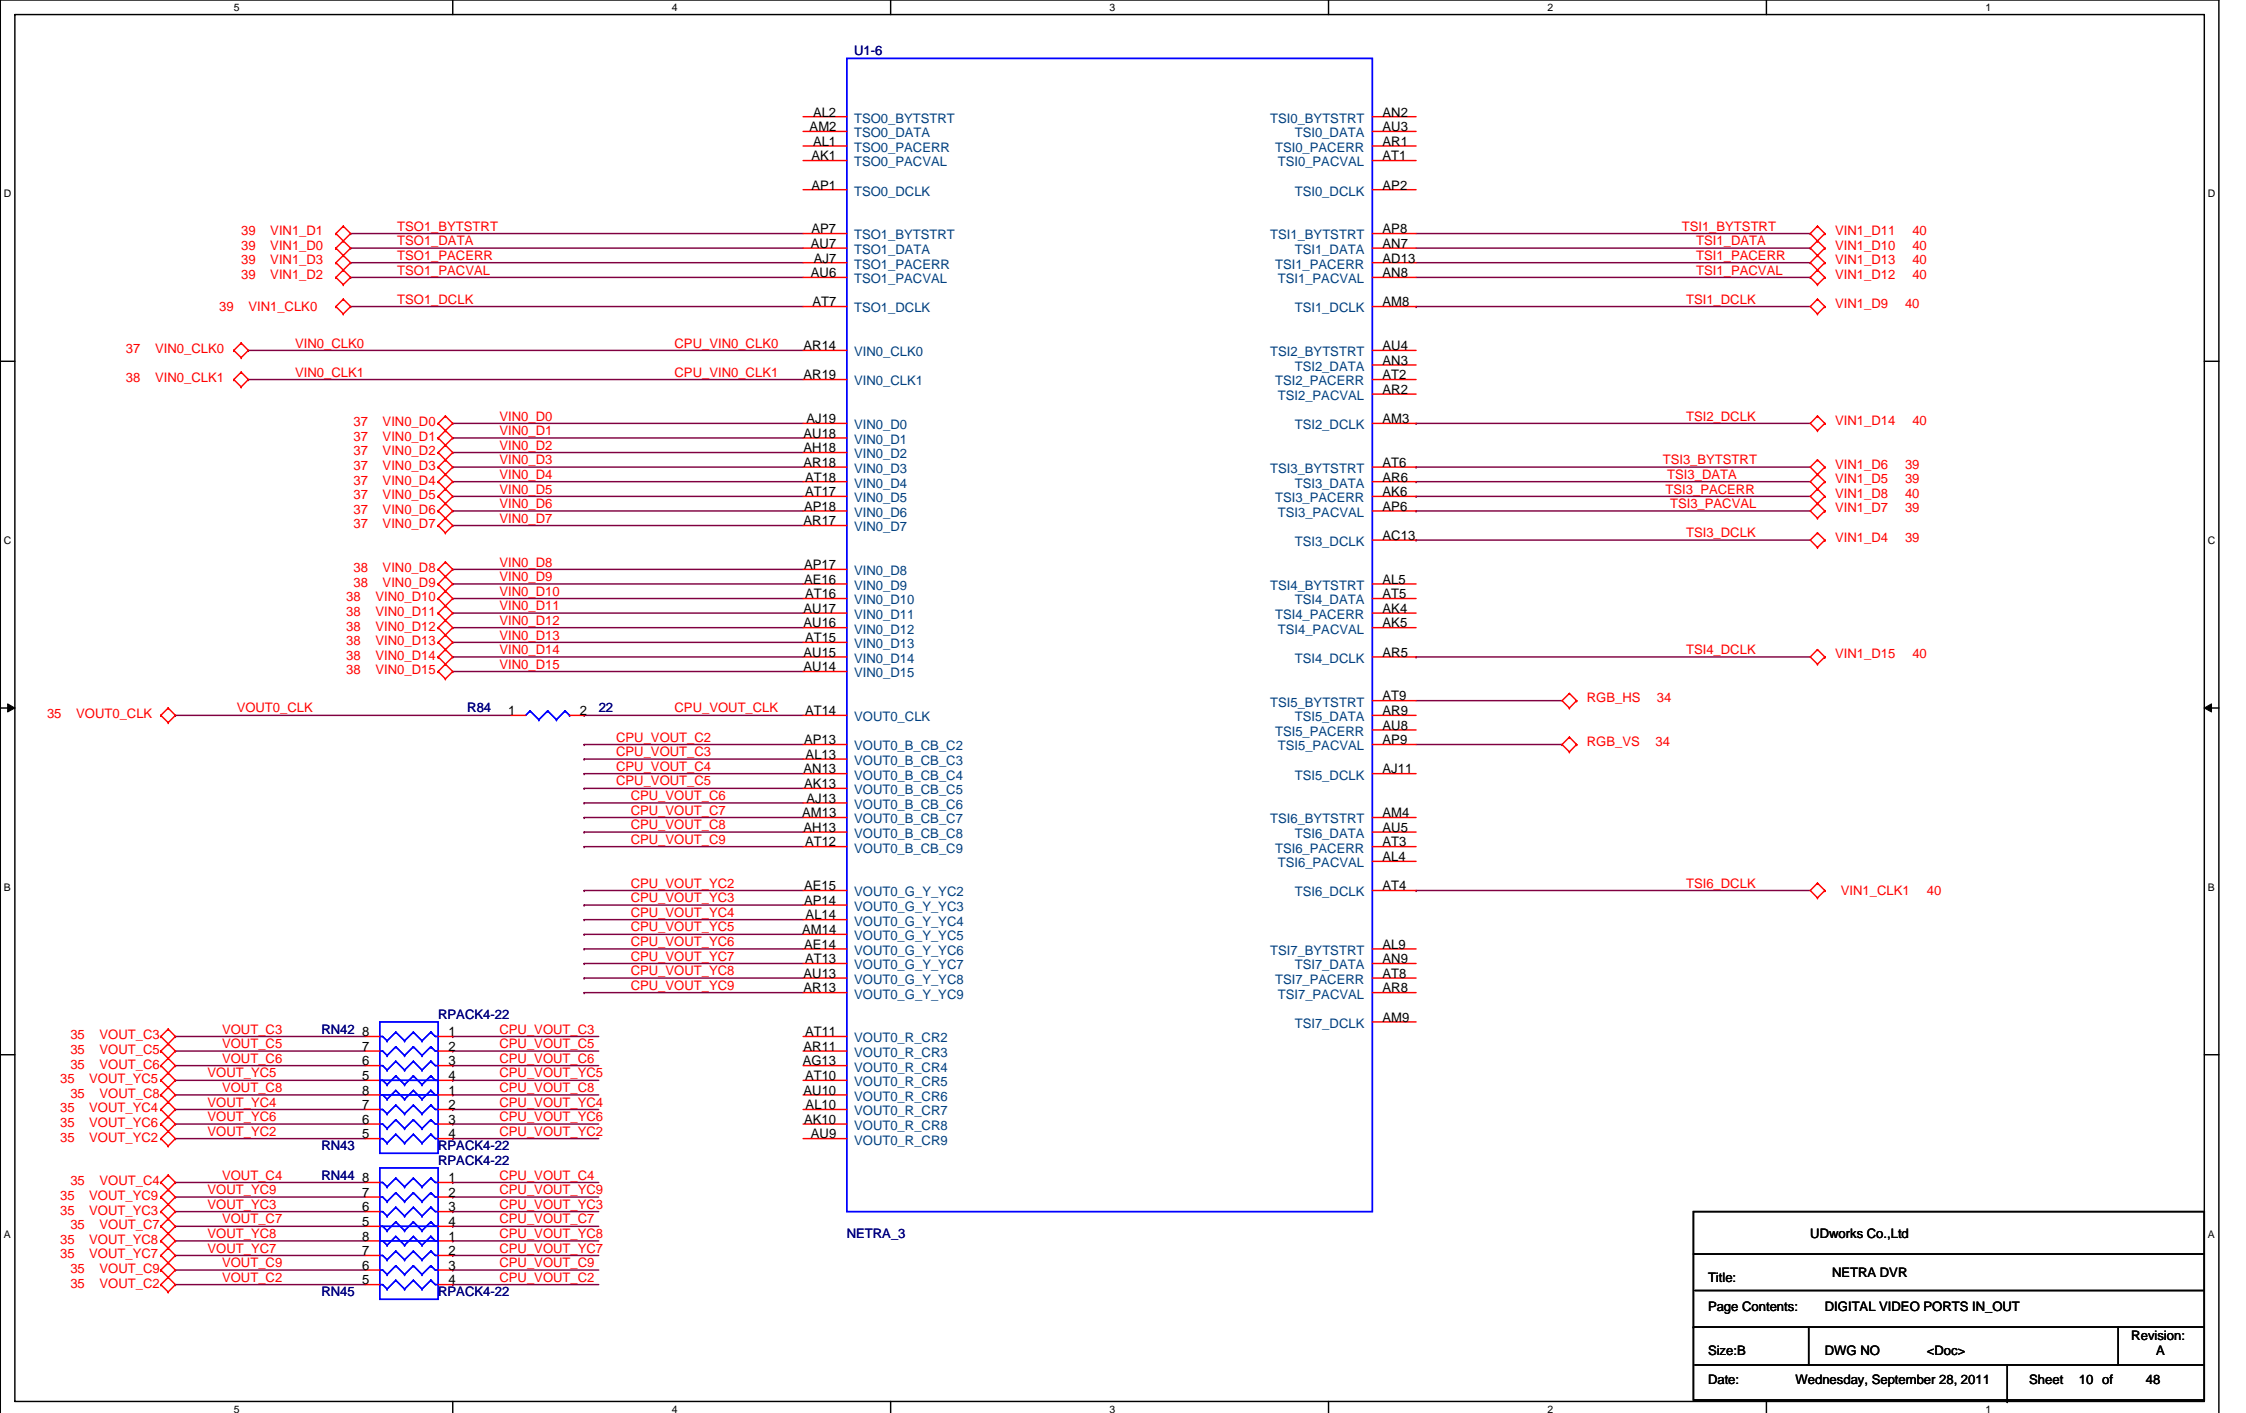 5 4 3 2 1
U1-6
AL2 TSO0_BYTSTRT
AM2 TSO0_DATA
AL1 TSO0_PACERR
AK1 TSO0_PACVAL
AP1 TSO0_DCLK
D
39 VIN1_D1 TSO1_BYTSTRT AP7 TSO1_BYTSTRT
39 VIN1_D0 TSO1_DATA AU7 TSO1_DATA
39 VIN1_D3 TSO1_PACERR AJ7 TSO1_PACERR
39 VIN1_D2 TSO1_PACVAL AU6 TSO1_PACVAL
39 VIN1_CLK0 TSO1_DCLK AT7 TSO1_DCLK
37 VIN0_CLK0 VIN0_CLK0 CPU_VIN0_CLK0 AR14 VIN0_CLK0
38 VIN0_CLK1 VIN0_CLK1 CPU_VIN0_CLK1 AR19 VIN0_CLK1
37 VIN0_D0 VIN0_D0 AJ19 VIN0_D0
37 VIN0_D1 VIN0_D1 AU18 VIN0_D1
37 VIN0_D2 VIN0_D2 AH18 VIN0_D2
37 VIN0_D3 VIN0_D3 AR18 VIN0_D3
37 VIN0_D4 VIN0_D4 AT18 VIN0_D4
37 VIN0_D5 VIN0_D5 AT17 VIN0_D5
37 VIN0_D6 VIN0_D6 AP18 VIN0_D6
37 VIN0_D7 VIN0_D7 AR17 VIN0_D7
C
38 VIN0_D8 VIN0_D8 AP17 VIN0_D8
38 VIN0_D9 VIN0_D9 AE16 VIN0_D9
38 VIN0_D10 VIN0_D10 AT16 VIN0_D10
38 VIN0_D11 VIN0_D11 AU17 VIN0_D11
38 VIN0_D12 VIN0_D12 AU16 VIN0_D12
38 VIN0_D13 VIN0_D13 AT15 VIN0_D13
38 VIN0_D14 VIN0_D14 AU15 VIN0_D14
38 VIN0_D15 VIN0_D15 AU14 VIN0_D15
35 VOUT0_CLK VOUT0_CLK R84 1 2 22 CPU_VOUT_CLK AT14 VOUT0_CLK
CPU_VOUT_C2 AP13 VOUT0_B_CB_C2
CPU_VOUT_C3 AL13 VOUT0_B_CB_C3
CPU_VOUT_C4 AN13 VOUT0_B_CB_C4
CPU_VOUT_C5 AK13 VOUT0_B_CB_C5
CPU_VOUT_C6 AJ13 VOUT0_B_CB_C6
CPU_VOUT_C7 AM13 VOUT0_B_CB_C7
CPU_VOUT_C8 AH13 VOUT0_B_CB_C8
CPU_VOUT_C9 AT12 VOUT0_B_CB_C9
B
CPU_VOUT_YC2 AE15 VOUT0_G_Y_YC2
CPU_VOUT_YC3 AP14 VOUT0_G_Y_YC3
CPU_VOUT_YC4 AL14 VOUT0_G_Y_YC4
CPU_VOUT_YC5 AM14 VOUT0_G_Y_YC5
CPU_VOUT_YC6 AE14 VOUT0_G_Y_YC6
CPU_VOUT_YC7 AT13 VOUT0_G_Y_YC7
CPU_VOUT_YC8 AU13 VOUT0_G_Y_YC8
CPU_VOUT_YC9 AR13 VOUT0_G_Y_YC9
AT11 VOUT0_R_CR2
AR11 VOUT0_R_CR3
AG13 VOUT0_R_CR4
AT10 VOUT0_R_CR5
AU10 VOUT0_R_CR6
AL10 VOUT0_R_CR7
AK10 VOUT0_R_CR8
AU9 VOUT0_R_CR9
RPACK4-22
35 VOUT_C3 VOUT_C3 RN42 8 1 CPU_VOUT_C3
35 VOUT_C5 VOUT_C5 7 2 CPU_VOUT_C5
35 VOUT_C6 VOUT_C6 6 3 CPU_VOUT_C6
35 VOUT_YC5 VOUT_YC5 5 4 CPU_VOUT_YC5
35 VOUT_C8 VOUT_C8 8 1 CPU_VOUT_C8
35 VOUT_YC4 VOUT_YC4 7 2 CPU_VOUT_YC4
35 VOUT_YC6 VOUT_YC6 6 3 CPU_VOUT_YC6
35 VOUT_YC2 VOUT_YC2 5 4 CPU_VOUT_YC2
RN43 RPACK4-22
RPACK4-22
35 VOUT_C4 VOUT_C4 RN44 8 1 CPU_VOUT_C4
35 VOUT_YC9 VOUT_YC9 7 2 CPU_VOUT_YC9
35 VOUT_YC3 VOUT_YC3 6 3 CPU_VOUT_YC3
35 VOUT_C7 VOUT_C7 5 4 CPU_VOUT_C7
35 VOUT_YC8 VOUT_YC8 8 1 CPU_VOUT_YC8
35 VOUT_YC7 VOUT_YC7 7 2 CPU_VOUT_YC7
35 VOUT_C9 VOUT_C9 6 3 CPU_VOUT_C9
35 VOUT_C2 VOUT_C2 5 4 CPU_VOUT_C2
RN45 RPACK4-22
A
NETRA_3
TSI0_BYTSTRT AN2
TSI0_DATA AU3
TSI0_PACERR AR1
TSI0_PACVAL AT1
TSI0_DCLK AP2
D
TSI1_BYTSTRT AP8 TSI1_BYTSTRT VIN1_D11 40
TSI1_DATA AN7 TSI1_DATA VIN1_D10 40
TSI1_PACERR AD13 TSI1_PACERR VIN1_D13 40
TSI1_PACVAL AN8 TSI1_PACVAL VIN1_D12 40
TSI1_DCLK AM8 TSI1_DCLK VIN1_D9 40
TSI2_BYTSTRT AU4
TSI2_DATA AN3
TSI2_PACERR AT2
TSI2_PACVAL AR2
TSI2_DCLK AM3 TSI2_DCLK VIN1_D14 40
TSI3_BYTSTRT AT6 TSI3_BYTSTRT VIN1_D6 39
TSI3_DATA AR6 TSI3_DATA VIN1_D5 39
TSI3_PACERR AK6 TSI3_PACERR VIN1_D8 40
TSI3_PACVAL AP6 TSI3_PACVAL VIN1_D7 39
TSI3_DCLK AC13 TSI3_DCLK VIN1_D4 39
C
TSI4_BYTSTRT AL5
TSI4_DATA AT5
TSI4_PACERR AK4
TSI4_PACVAL AK5
TSI4_DCLK AR5 TSI4_DCLK VIN1_D15 40
TSI5_BYTSTRT AT9 RGB_HS 34
TSI5_DATA AR9
TSI5_PACERR AU8
TSI5_PACVAL AP9 RGB_VS 34
TSI5_DCLK AJ11
TSI6_BYTSTRT AM4
TSI6_DATA AU5
TSI6_PACERR AT3
TSI6_PACVAL AL4
TSI6_DCLK AT4 TSI6_DCLK VIN1_CLK1 40
B
TSI7_BYTSTRT AL9
TSI7_DATA AN9
TSI7_PACERR AT8
TSI7_PACVAL AR8
TSI7_DCLK AM9
A
UDworks Co.,Ltd
Title: NETRA DVR
Page Contents: DIGITAL VIDEO PORTS IN_OUT
Size:B DWG NO <Doc> Revision: A
Date: Wednesday, September 28, 2011 Sheet 10 of 48
5 4 3 2 1